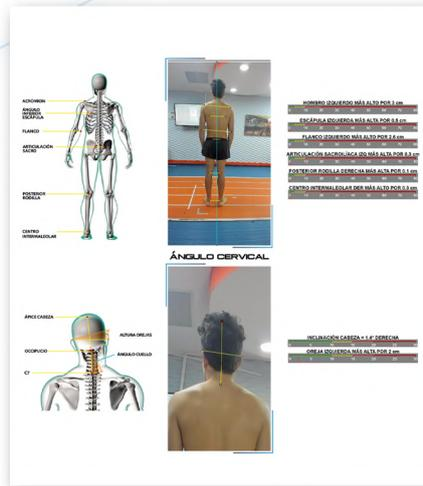 ACROMION
ÁNGULO
INFERIOR
ESCÁPULA
FLANCO
ARTICULACIÓN
SACRO
POSTERIOR
RODILLA
CENTRO
INTERMALEOLAR
HOMBRO IZQUIERDO MÁS ALTO POR 3 cm
ESCÁPULA IZQUIERDA MÁS ALTA POR 0.5 cm
FLANCO IZQUIERDO MÁS ALTO POR 2.6 cm
ARTICULACIÓN SACROILÍACA IZQ MÁS ALTA POR 0.3 cm
POSTERIOR RODILLA DERECHA MÁS ALTA POR 0.1 cm
CENTRO INTERMALEOLAR DER MÁS ALTO POR 0.3 cm
ÁNGULO CERVICAL
ÁPICE CABEZA
ALTURA OREJAS
OCCIPUCIO
ÁNGULO CUELLO
C7
INCLINACIÓN CABEZA = 1.4° DERECHA
OREJA IZQUIERDA MÁS ALTA POR 2 cm